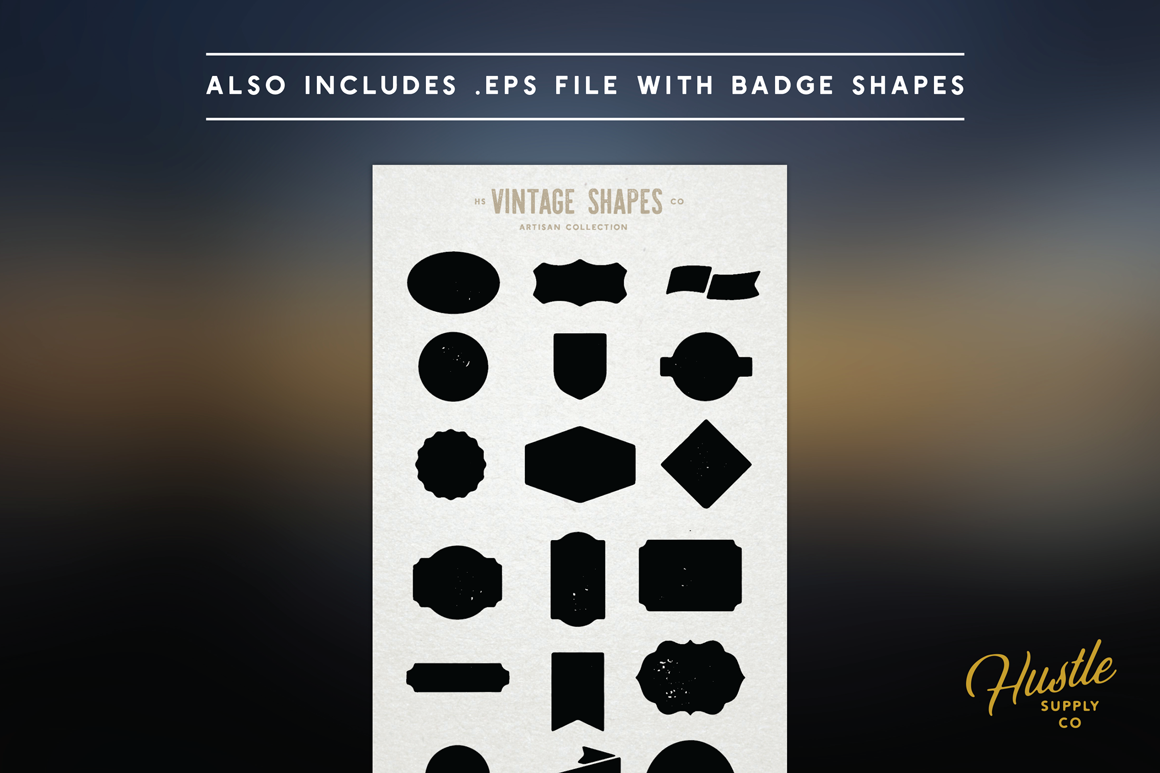 ALSO INCLUDES .EPS FILE WITH BADGE SHAPES
HS VINTAGE SHAPES CO
ARTISAN COLLECTION
Hustle
SUPPLY
CO